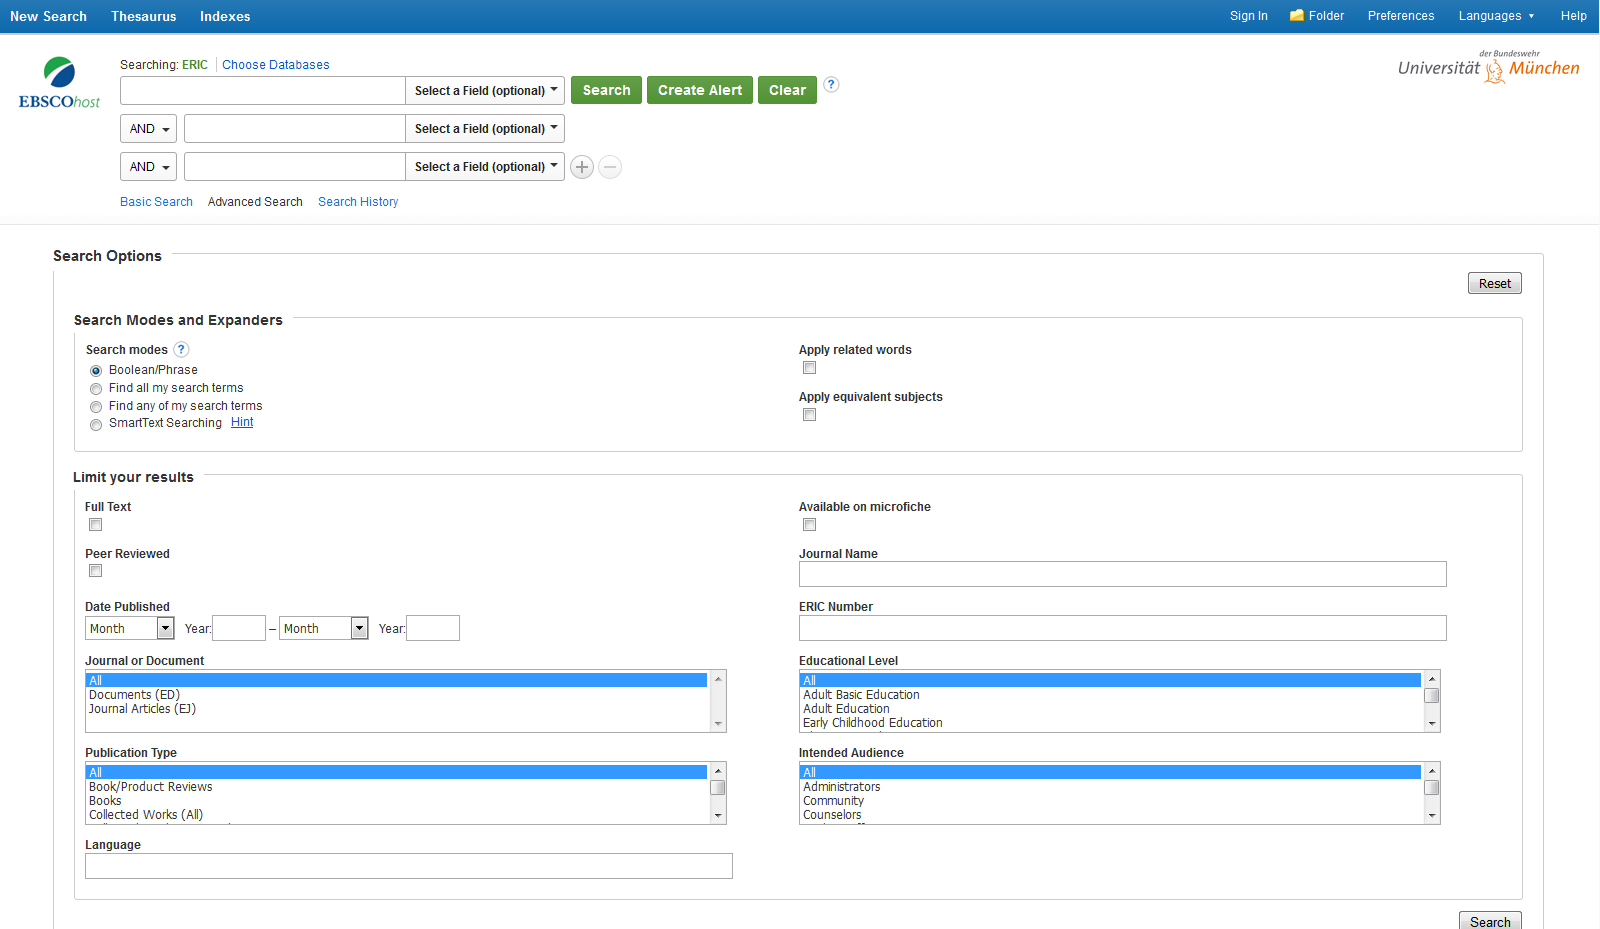 New Search Thesaurus Indexes Sign In Folder Preferences Languages Help
der Bundeswehr
Universität München
EBSCOhost
Searching: ERIC Choose Databases
Select a Field (optional) Search Create Alert Clear ?
AND Select a Field (optional)
AND Select a Field (optional)
Basic Search Advanced Search Search History
Search Options
Reset
Search Modes and Expanders
Search modes ? Apply related words
Boolean/Phrase
Find all my search terms
Find any of my search terms Apply equivalent subjects
SmartText Searching Hint
Limit your results
Full Text Available on microfiche
Peer Reviewed Journal Name
Date Published ERIC Number
Month Year: – Month Year:
Journal or Document Educational Level
All All
Documents (ED) Adult Basic Education
Journal Articles (EJ) Adult Education
Early Childhood Education
Publication Type Intended Audience
All All
Book/Product Reviews Administrators
Books Community
Collected Works (All) Counselors
Language
Search